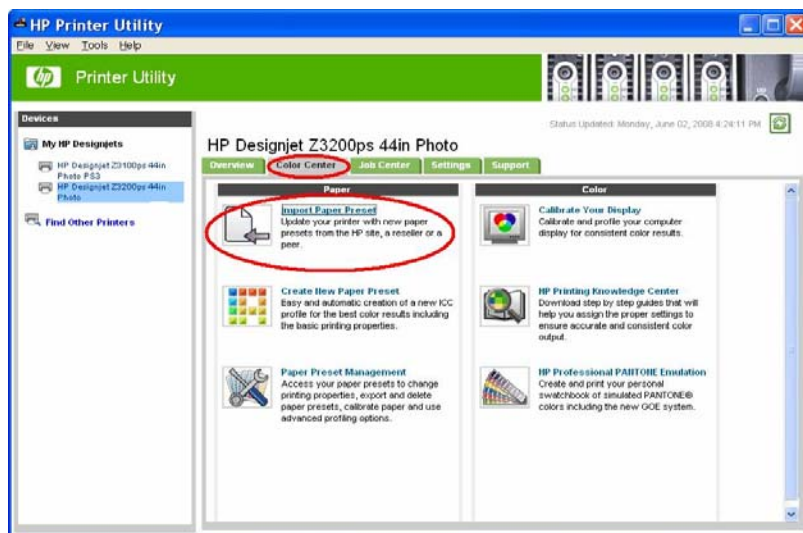 HP Printer Utility
File View Tools Help
hp Printer Utility
Devices
Status Updated: Monday, June 02, 2008 4:24:11 PM
My HP Designjets
HP Designjet Z3100ps 44in
Photo PS3
HP Designjet Z3200ps 44in
Photo
Find Other Printers
HP Designjet Z3200ps 44in Photo
Overview Color Center Job Center Settings Support
Paper
Import Paper Preset
Update your printer with new paper
presets from the HP site, a reseller or a
peer.
Create New Paper Preset
Easy and automatic creation of a new ICC
profile for the best color results including
the basic printing properties.
Paper Preset Management
Access your paper presets to change
printing properties, export and delete
paper presets, calibrate paper and use
advanced profiling options.
Color
Calibrate Your Display
Calibrate and profile your computer
display for consistent color results.
HP Printing Knowledge Center
Download step by step guides that will
help you assign the proper settings to
ensure accurate and consistent color
output.
HP Professional PANTONE Emulation
Create and print your personal
swatchbook of simulated PANTONE®
colors including the new GOE system.